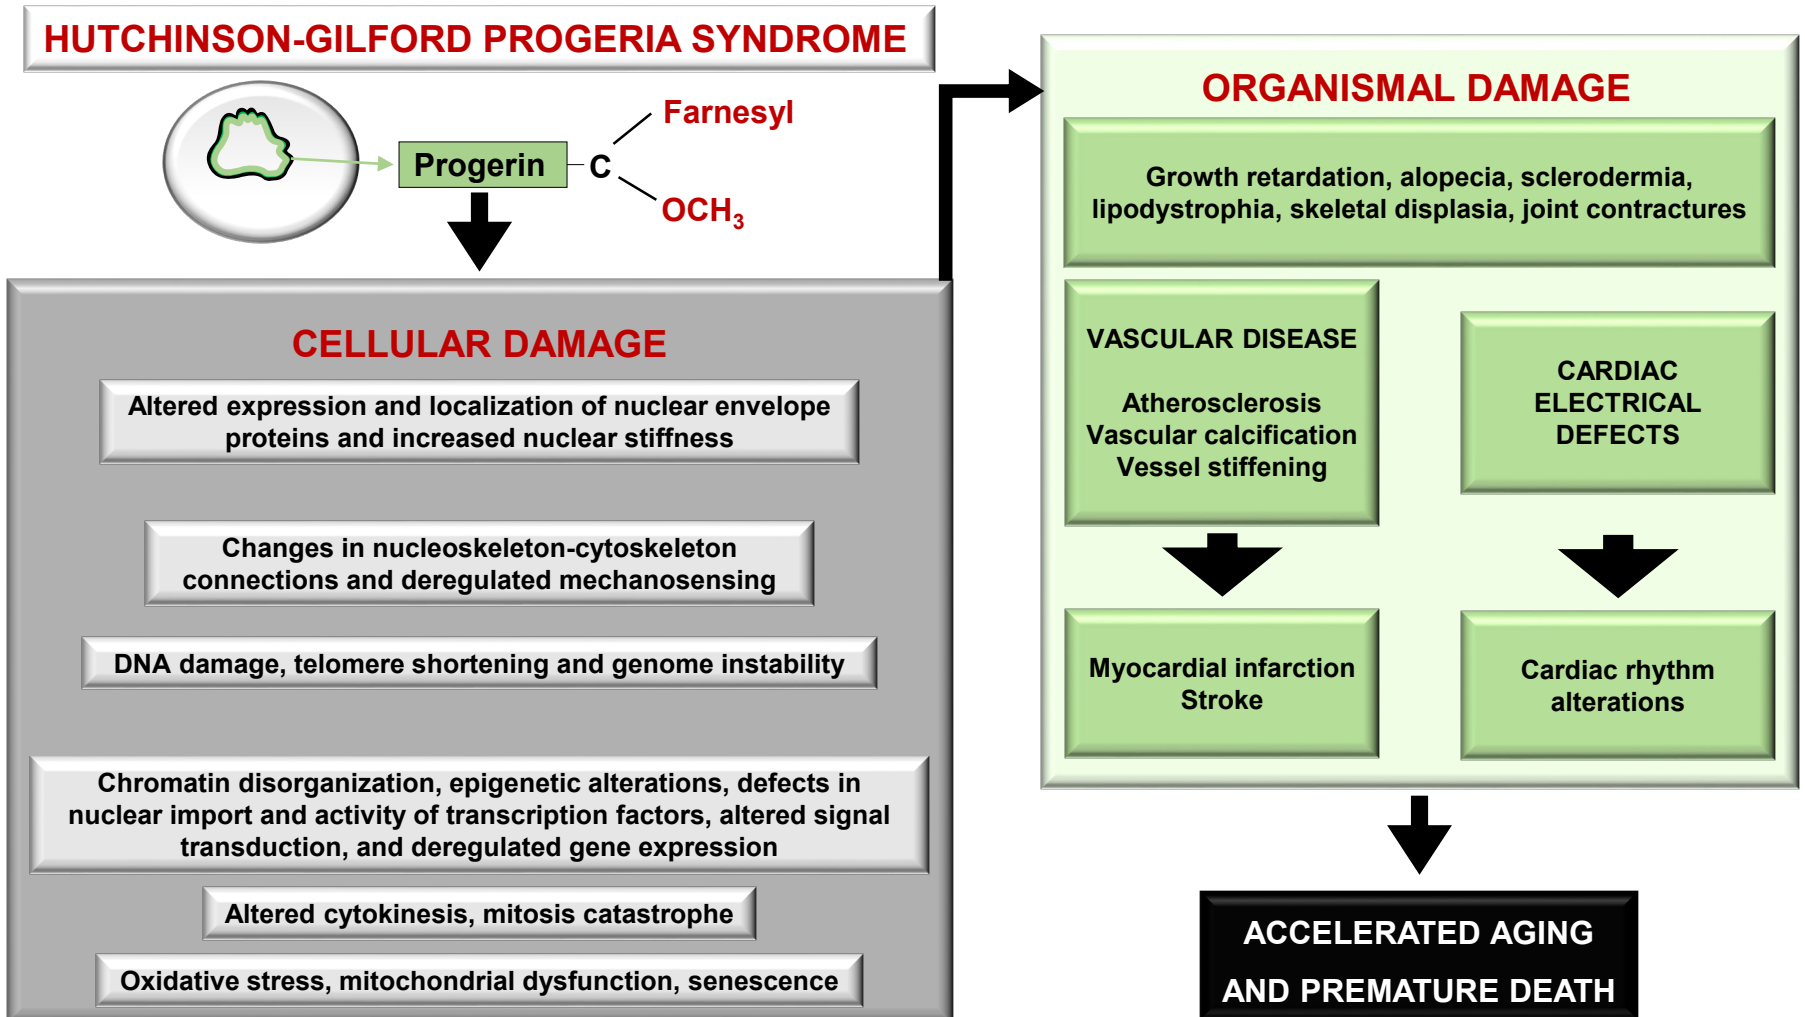 HUTCHINSON-GILFORD PROGERIA SYNDROME
Progerin
C
Farnesyl
OCH₃
CELLULAR DAMAGE
Altered expression and localization of nuclear envelope
proteins and increased nuclear stiffness
Changes in nucleoskeleton-cytoskeleton
connections and deregulated mechanosensing
DNA damage, telomere shortening and genome instability
Chromatin disorganization, epigenetic alterations, defects in
nuclear import and activity of transcription factors, altered signal
transduction, and deregulated gene expression
Altered cytokinesis, mitosis catastrophe
Oxidative stress, mitochondrial dysfunction, senescence
ORGANISMAL DAMAGE
Growth retardation, alopecia, sclerodermia,
lipodystrophia, skeletal displasia, joint contractures
VASCULAR DISEASE
Atherosclerosis
Vascular calcification
Vessel stiffening
CARDIAC
ELECTRICAL
DEFECTS
Myocardial infarction
Stroke
Cardiac rhythm
alterations
ACCELERATED AGING
AND PREMATURE DEATH